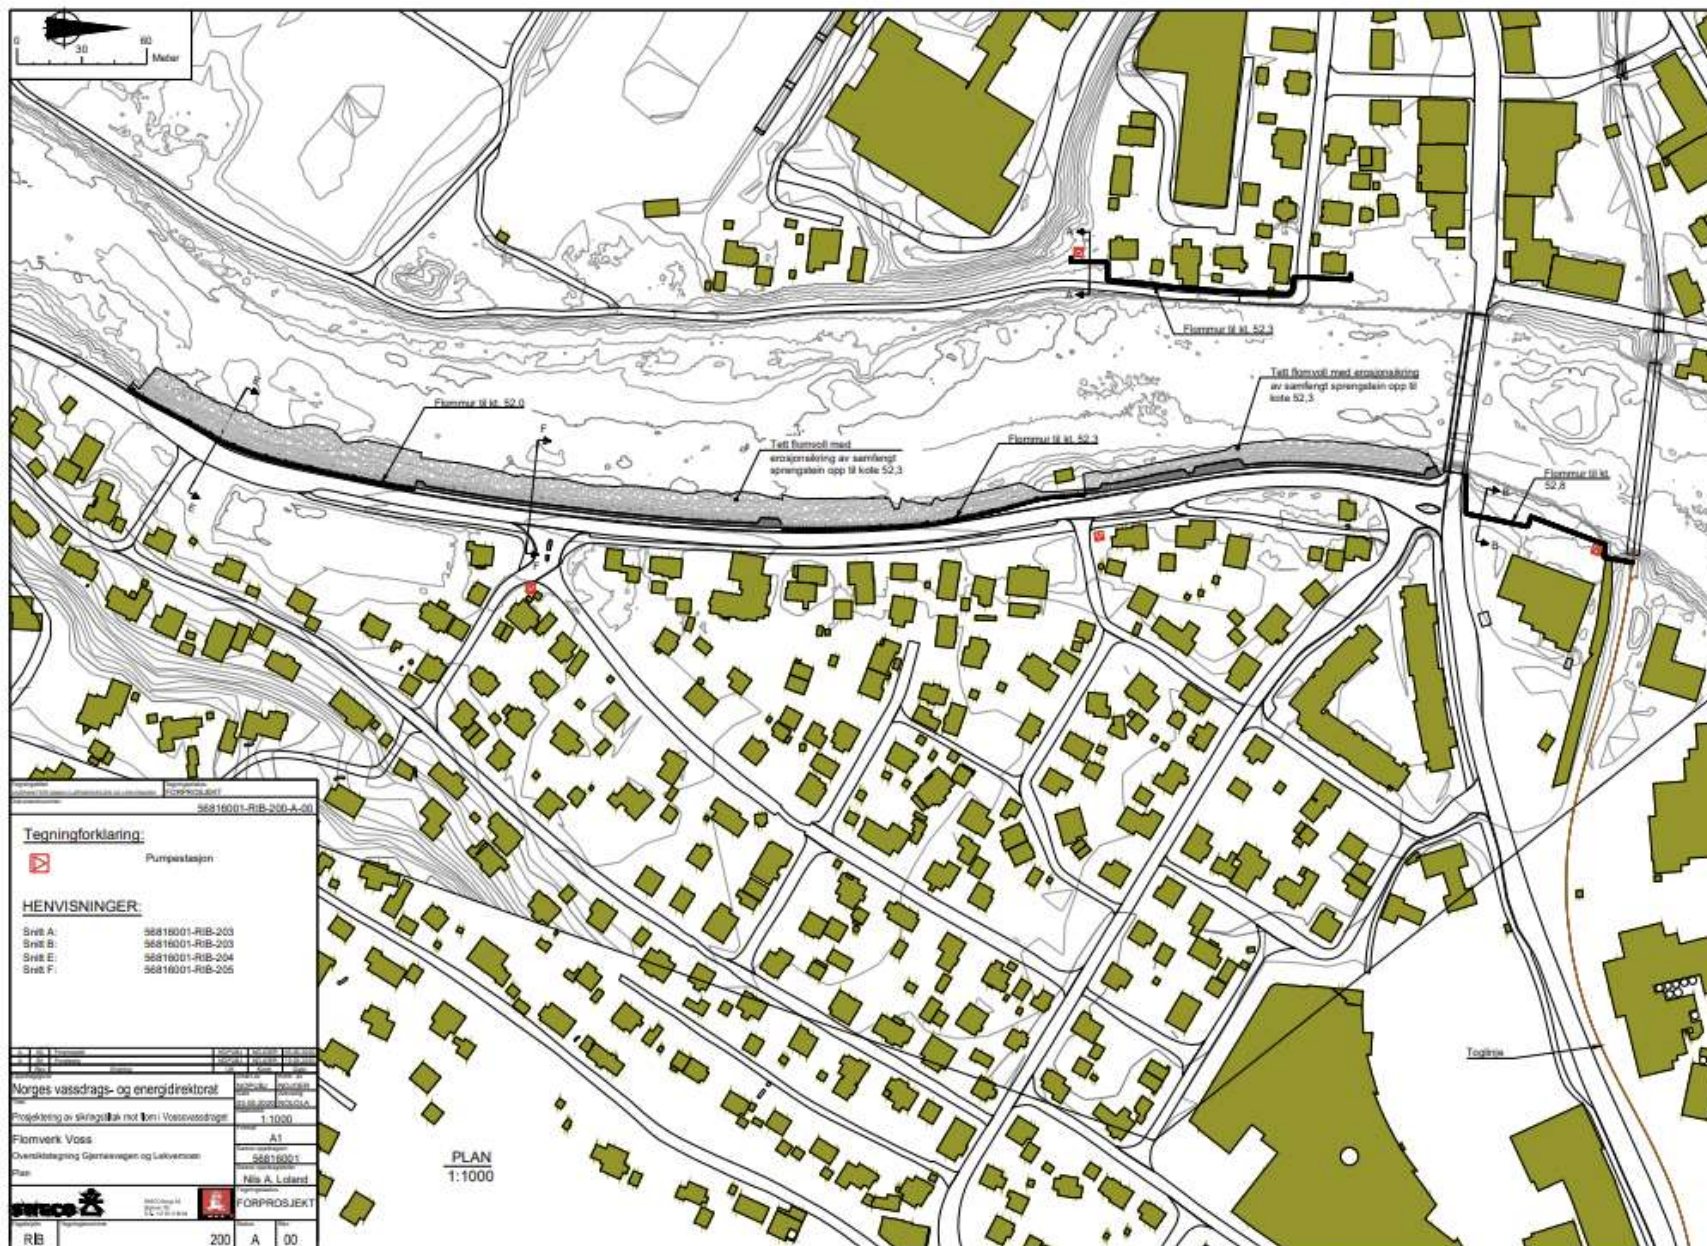 0 30 60
Meter
Flommur til kt. 52,3
Tett flomvoll med erosjonsikring
av samfengt sprengstein opp til
kote 52,3
Flommur til kt. 52,0
F
Tett flomvoll med
erosjonsikring av samfengt
sprengstein opp til kote 52,3
Flommur til kt. 52,3
Flommur til kt.
52,8
E
B
B
F
Toglinje
PLAN
1:1000
FORPROSJEKT
56816001-RIB-200-A-00
Tegningforklaring:
Pumpestasjon
HENVISNINGER:
Snitt A: 56816001-RIB-203
Snitt B: 56816001-RIB-203
Snitt E: 56816001-RIB-204
Snitt F: 56816001-RIB-205
Norges vassdrags- og energidirektorat
Prosjektering av sikringstiltak mot flom i Vossovassdraget
1:1000
Flomverk Voss
A1
Oversiktstegning Gjernesvegen og Lekvemoen
56816001
Plan
Nils A. Loland
SWECO
FORPROSJEKT
RIB 200 A 00